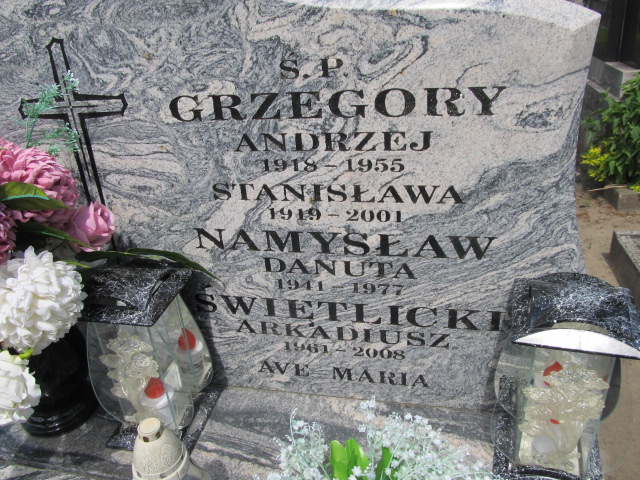 Ś.P.
GRZEGORY
ANDRZEJ
1918 - 1955
STANISŁAWA
1919 - 2001
NAMYSŁAW
DANUTA
1941 - 1977
ŚWIETLICKI
ARKADIUSZ
1961 - 2008
AVE MARIA